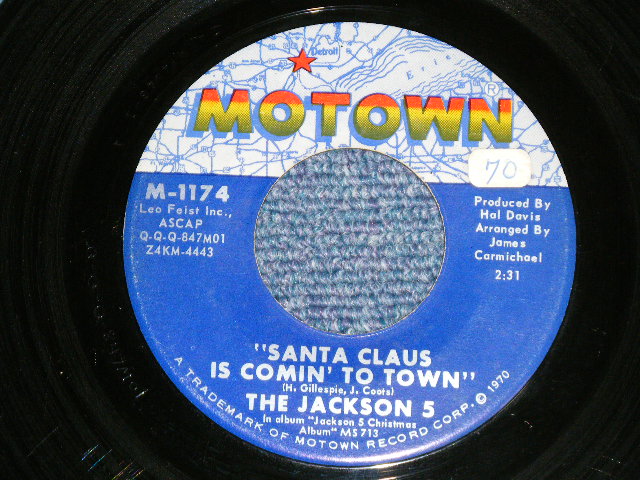 Detroit
Erie
MOTOWN®
70
M-1174
Leo Feist Inc.,
ASCAP
Q-Q-Q-847M01
Z4KM-4443
Produced By
Hal Davis
Arranged By
James
Carmichael
2:31
"SANTA CLAUS
IS COMIN' TO TOWN"
(H. Gillespie, J. Coots)
THE JACKSON 5
In album "Jackson 5 Christmas
Album" MS 713
A TRADEMARK OF MOTOWN RECORD CORP. © 1970